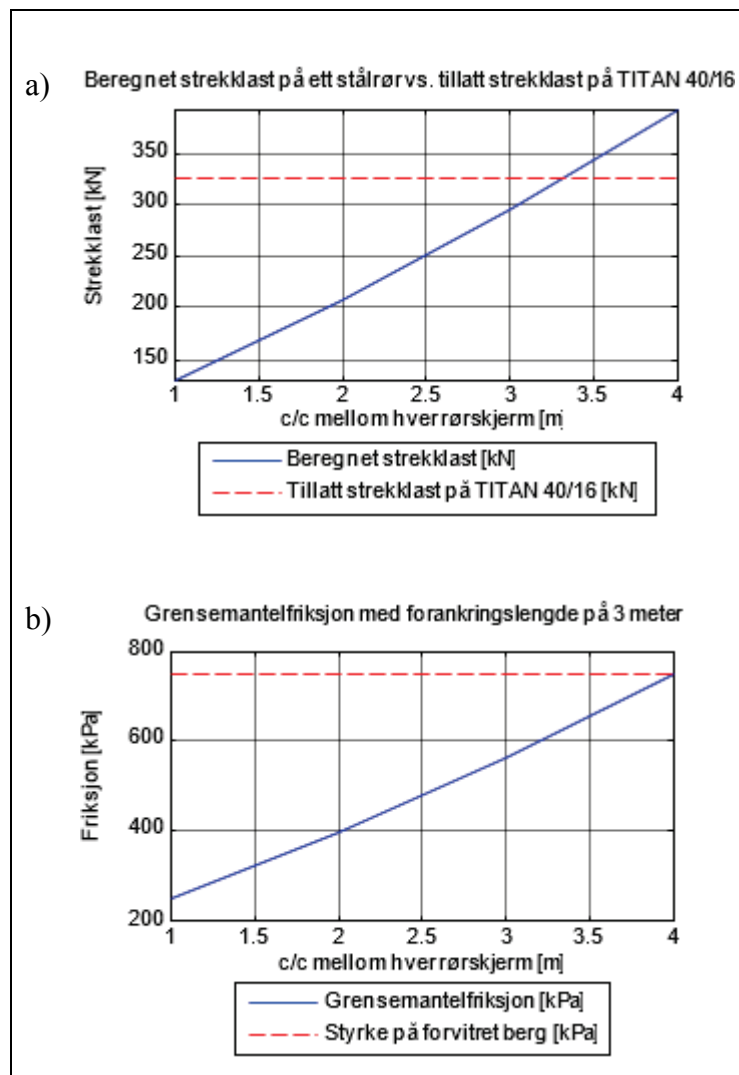 a)
Beregnet strekklast på ett stålrør vs. tillatt strekklast på TITAN 40/16
Strekklast [kN]
350
300
250
200
150
1 1.5 2 2.5 3 3.5 4
c/c mellom hver rørskjerm [m]
Beregnet strekklast [kN]
Tillatt strekklast på TITAN 40/16 [kN]
b)
Grensemantelfriksjon med forankringslengde på 3 meter
Friksjon [kPa]
800
600
400
200
1 1.5 2 2.5 3 3.5 4
c/c mellom hver rørskjerm [m]
Grensemantelfriksjon [kPa]
Styrke på forvitret berg [kPa]